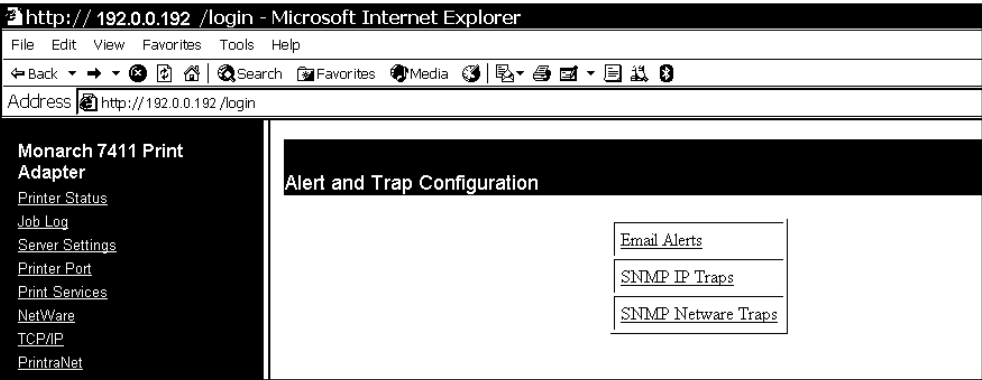 http:// 192.0.0.192 /login - Microsoft Internet Explorer
File Edit View Favorites Tools Help
Back Search Favorites Media
Address http:// 192.0.0.192 /login
Monarch 7411 Print
Adapter
Printer Status
Job Log
Server Settings
Printer Port
Print Services
NetWare
TCP/IP
PrintraNet
Alert and Trap Configuration
Email Alerts
SNMP IP Traps
SNMP Netware Traps